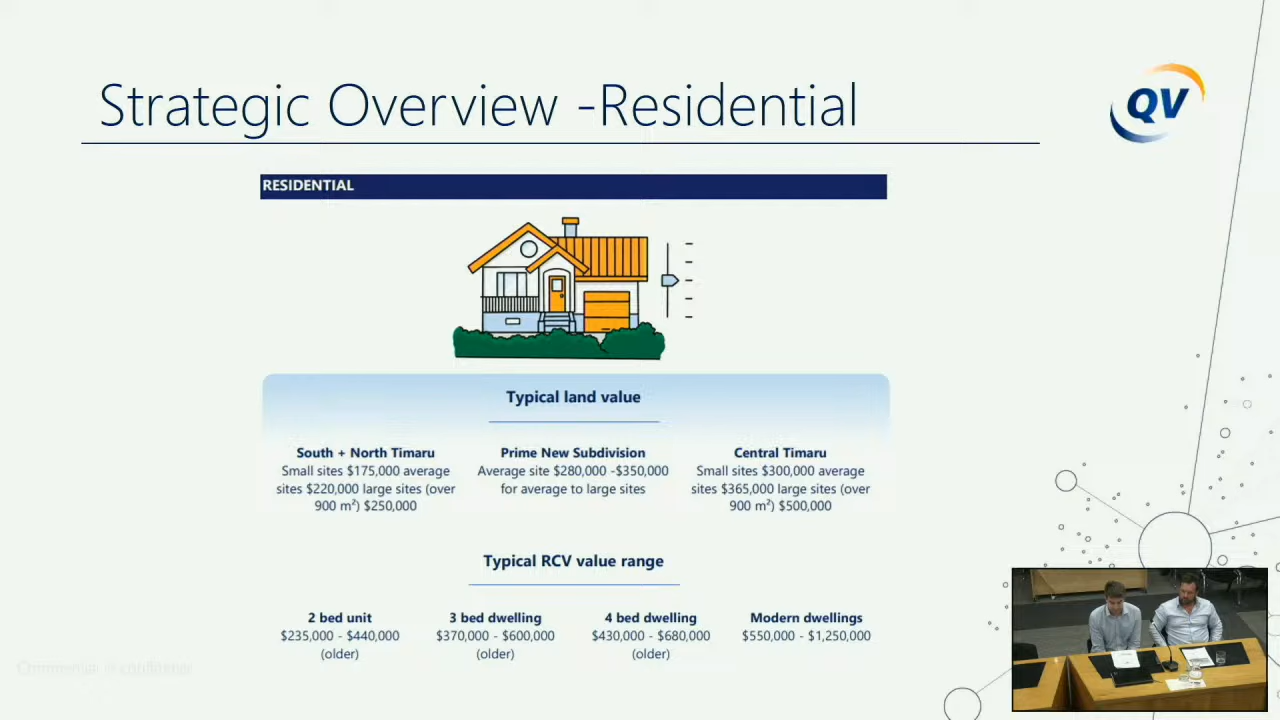 Strategic Overview -Residential
QV
RESIDENTIAL
Typical land value
South + North Timaru
Small sites $175,000 average
sites $220,000 large sites (over
900 m²) $250,000
Prime New Subdivision
Average site $280,000 -$350,000
for average to large sites
Central Timaru
Small sites $300,000 average
sites $365,000 large sites (over
900 m²) $500,000
Typical RCV value range
2 bed unit
$235,000 - $440,000
(older)
3 bed dwelling
$370,000 - $600,000
(older)
4 bed dwelling
$430,000 - $680,000
(older)
Modern dwellings
$550,000 - $1,250,000